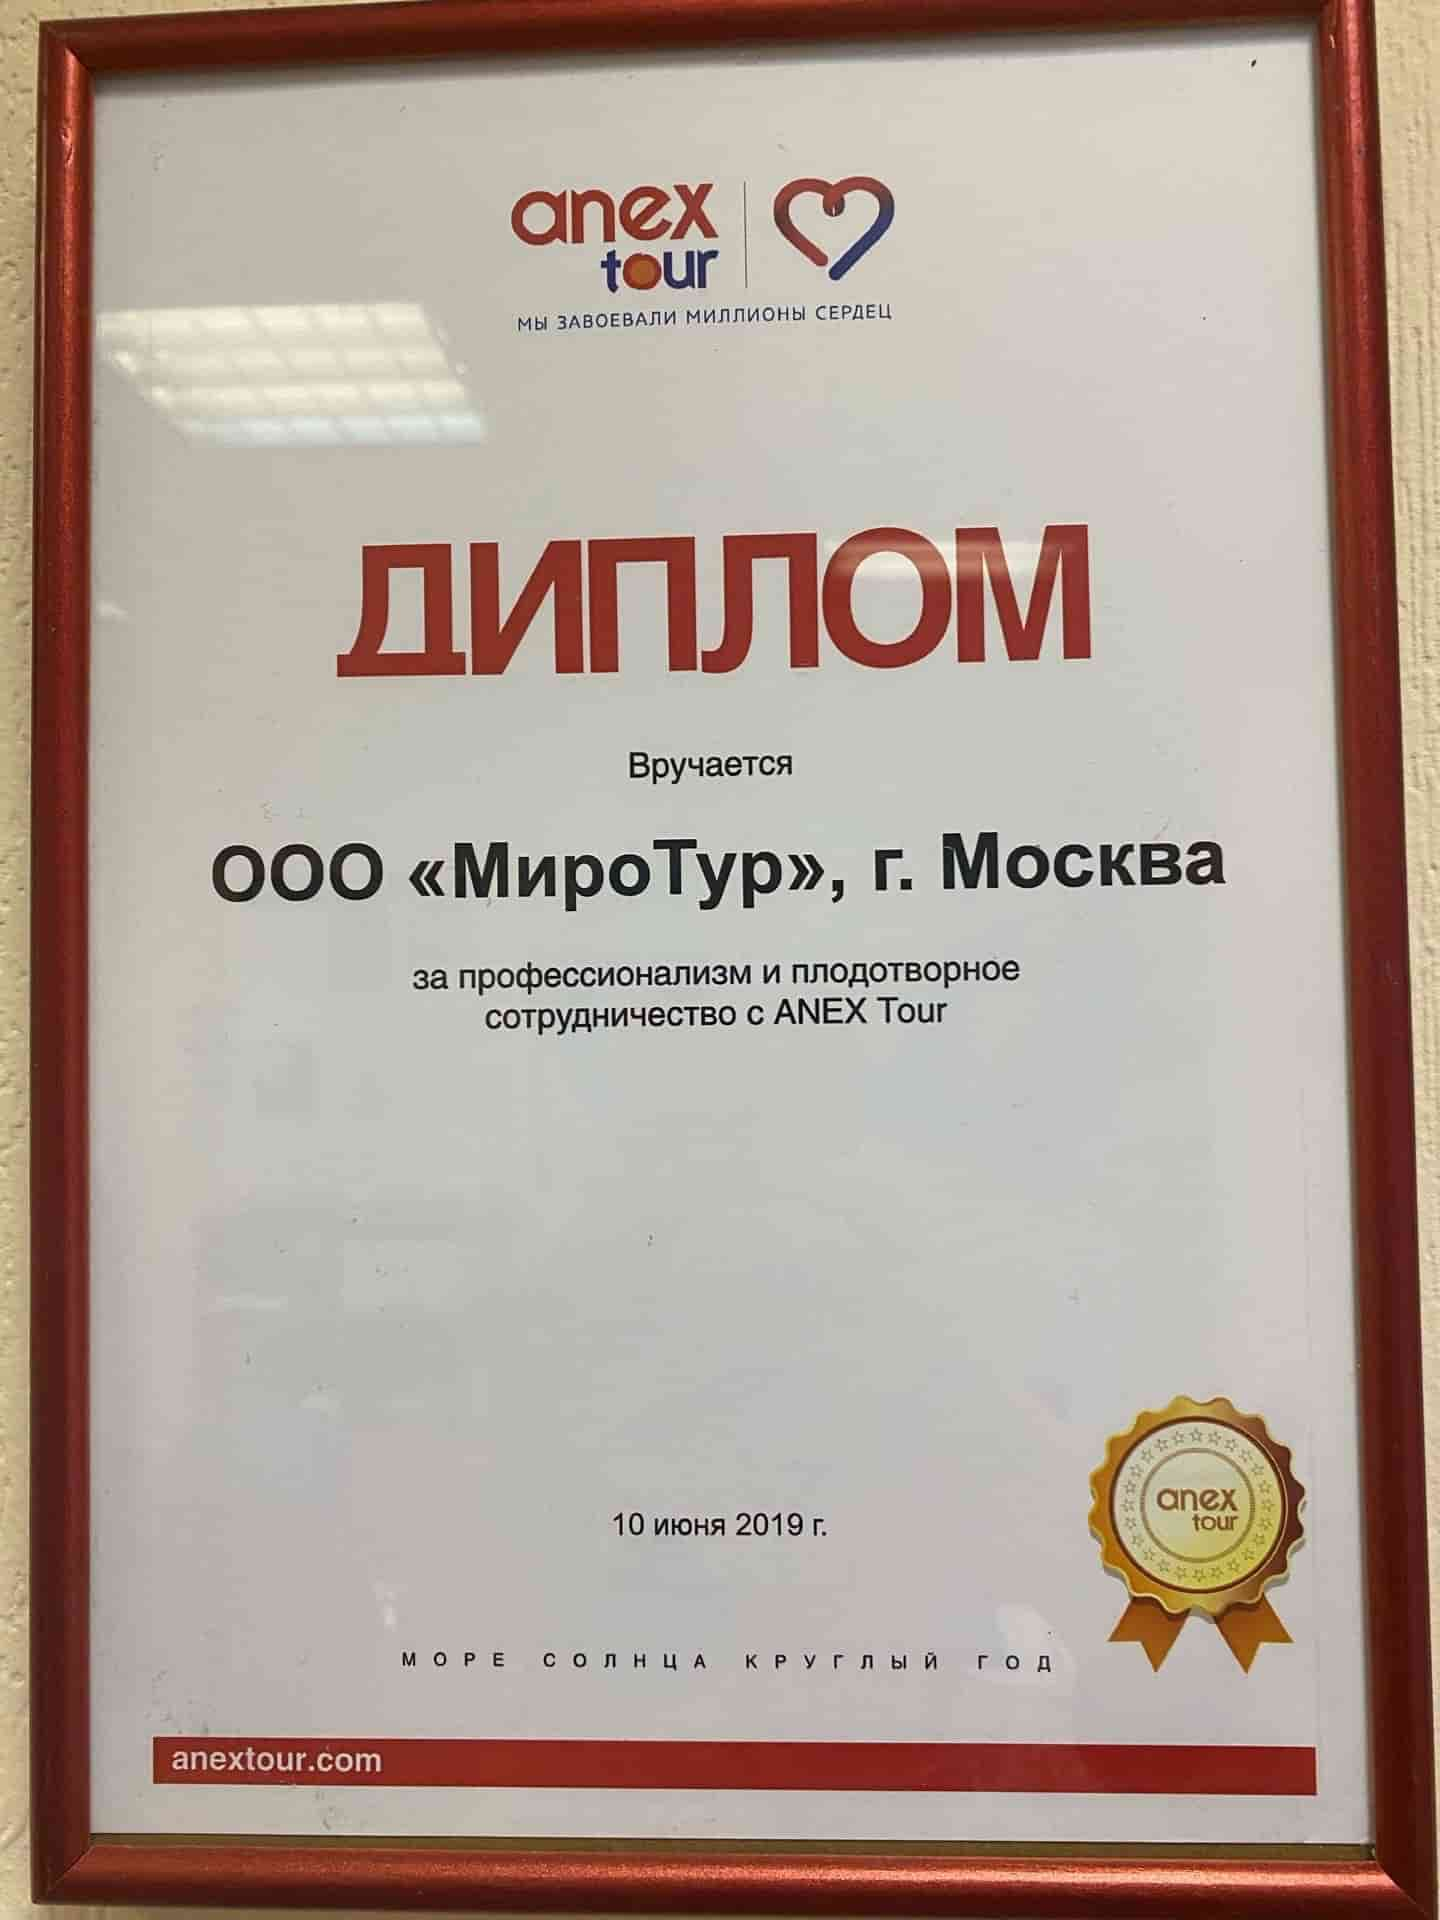 anex
tour
МЫ ЗАВОЕВАЛИ МИЛЛИОНЫ СЕРДЕЦ
ДИПЛОМ
Вручается
ООО «МироТур», г. Москва
за профессионализм и плодотворное
сотрудничество с ANEX Tour
anex
tour
10 июня 2019 г.
МОРЕ СОЛНЦА КРУГЛЫЙ ГОД
anextour.com